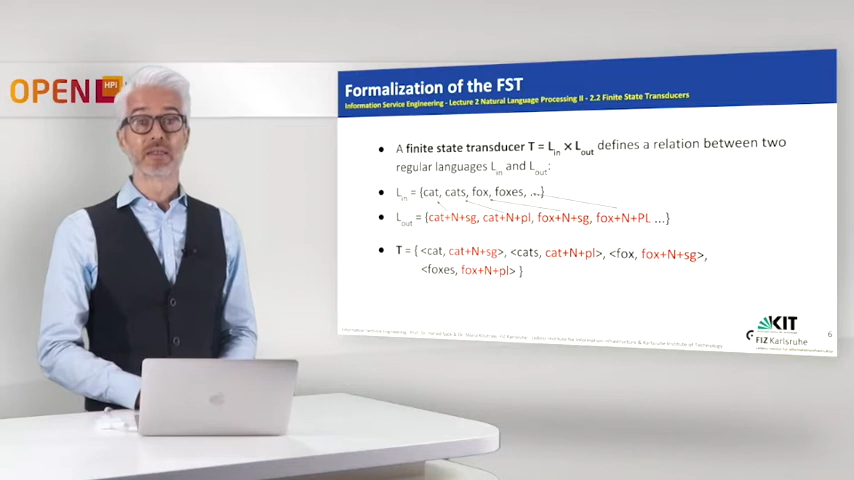 OPEN HPI
Formalization of the FST
Information Service Engineering - Lecture 2 Natural Language Processing II - 2.2 Finite State Transducers
• A finite state transducer T = Lin × Lout defines a relation between two
regular languages Lin and Lout:
• Lin = {cat, cats, fox, foxes, ...}
• Lout = {cat+N+sg, cat+N+pl, fox+N+sg, fox+N+PL ...}
• T = { <cat, cat+N+sg>, <cats, cat+N+pl>, <fox, fox+N+sg>,
<foxes, fox+N+pl> }
KIT
FIZ Karlsruhe
6